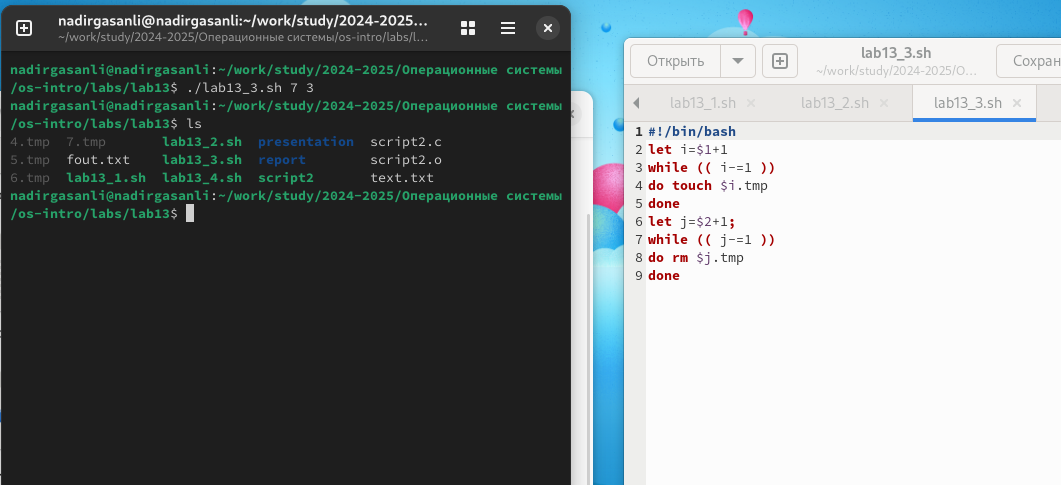 nadirgasanli@nadirgasanli:~/work/study/2024-2025...
~/work/study/2024-2025/Операционные системы/os-intro/labs/l...
nadirgasanli@nadirgasanli:~/work/study/2024-2025/Операционные системы
/os-intro/labs/lab13$ ./lab13_3.sh 7 3
nadirgasanli@nadirgasanli:~/work/study/2024-2025/Операционные системы
/os-intro/labs/lab13$ ls
4.tmp 7.tmp lab13_2.sh presentation script2.c
5.tmp fout.txt lab13_3.sh report script2.o
6.tmp lab13_1.sh lab13_4.sh script2 text.txt
nadirgasanli@nadirgasanli:~/work/study/2024-2025/Операционные системы
/os-intro/labs/lab13$
Открыть
lab13_3.sh
~/work/study/2024-2025/О...
Сохран
lab13_1.sh
lab13_2.sh
lab13_3.sh
1 #!/bin/bash
2 let i=$1+1
3 while (( i-=1 ))
4 do touch $i.tmp
5 done
6 let j=$2+1;
7 while (( j-=1 ))
8 do rm $j.tmp
9 done